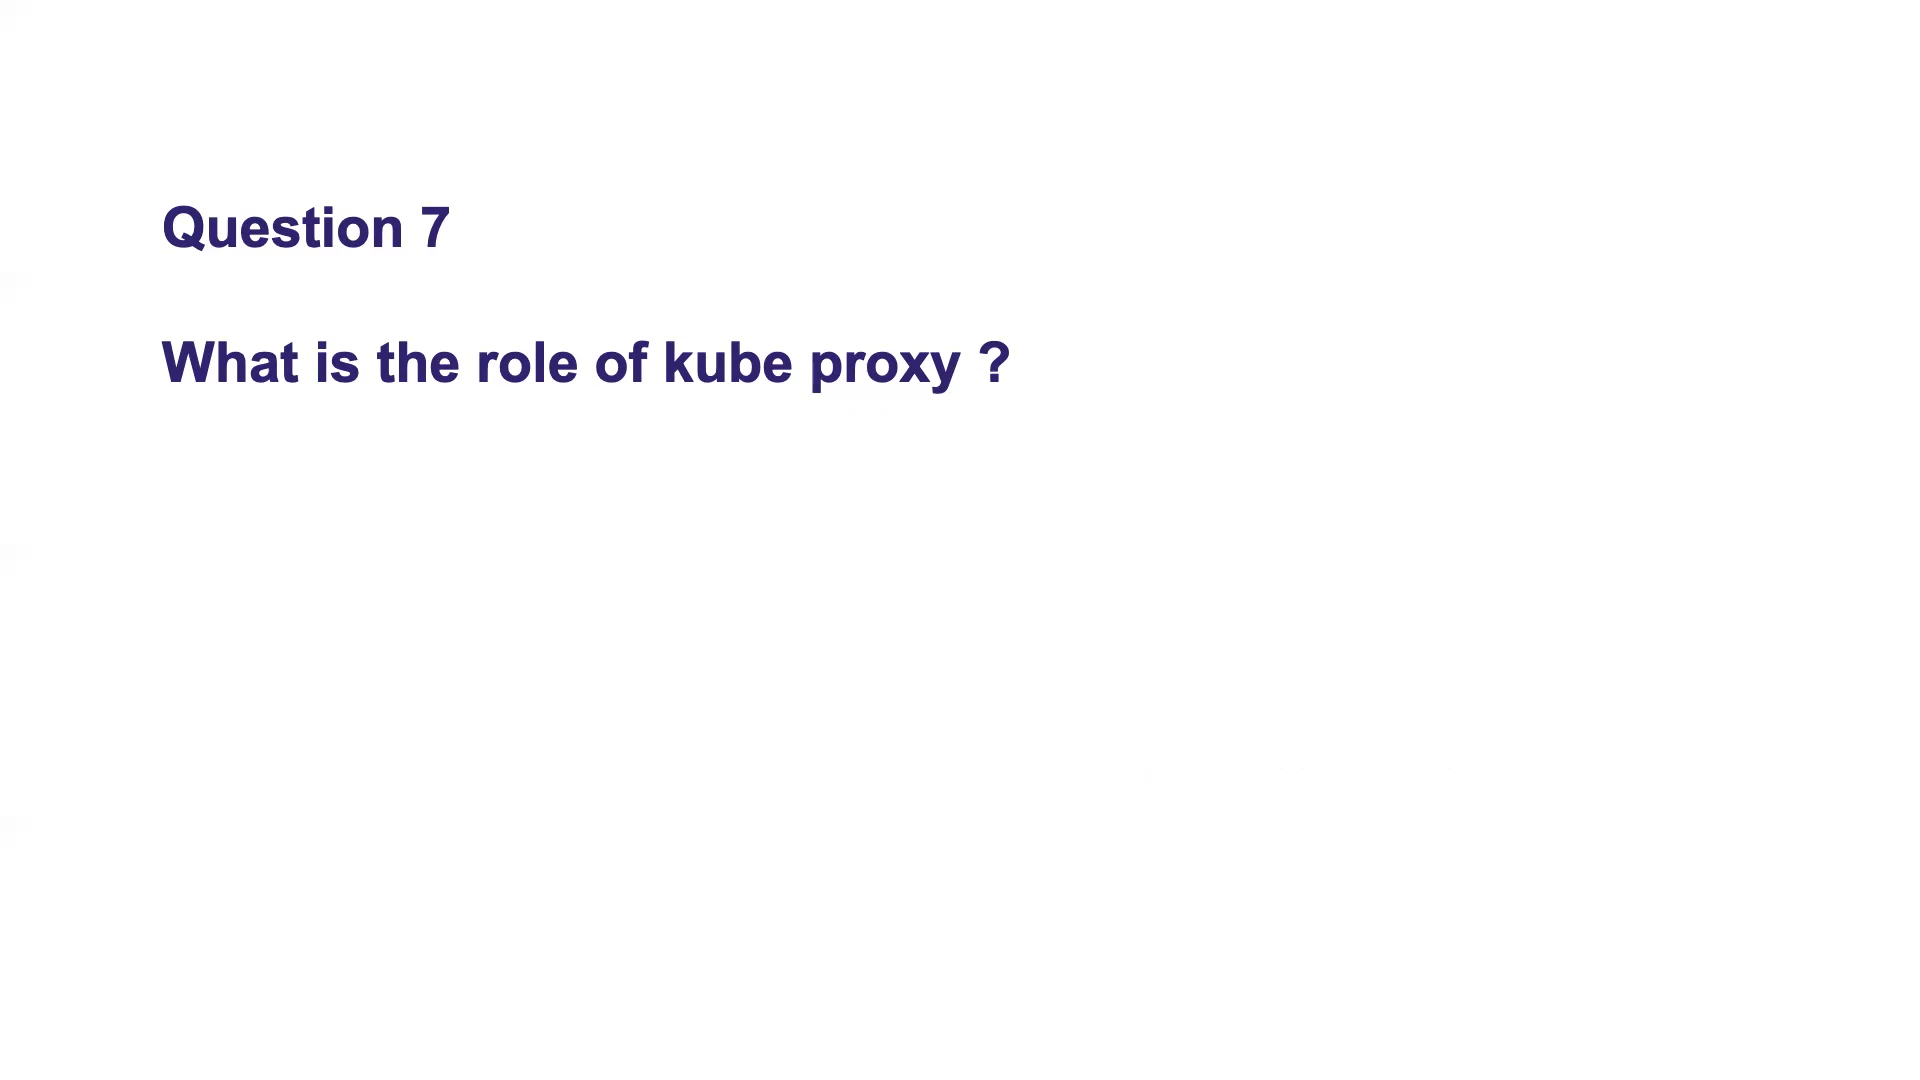 Question 7
What is the role of kube proxy ?